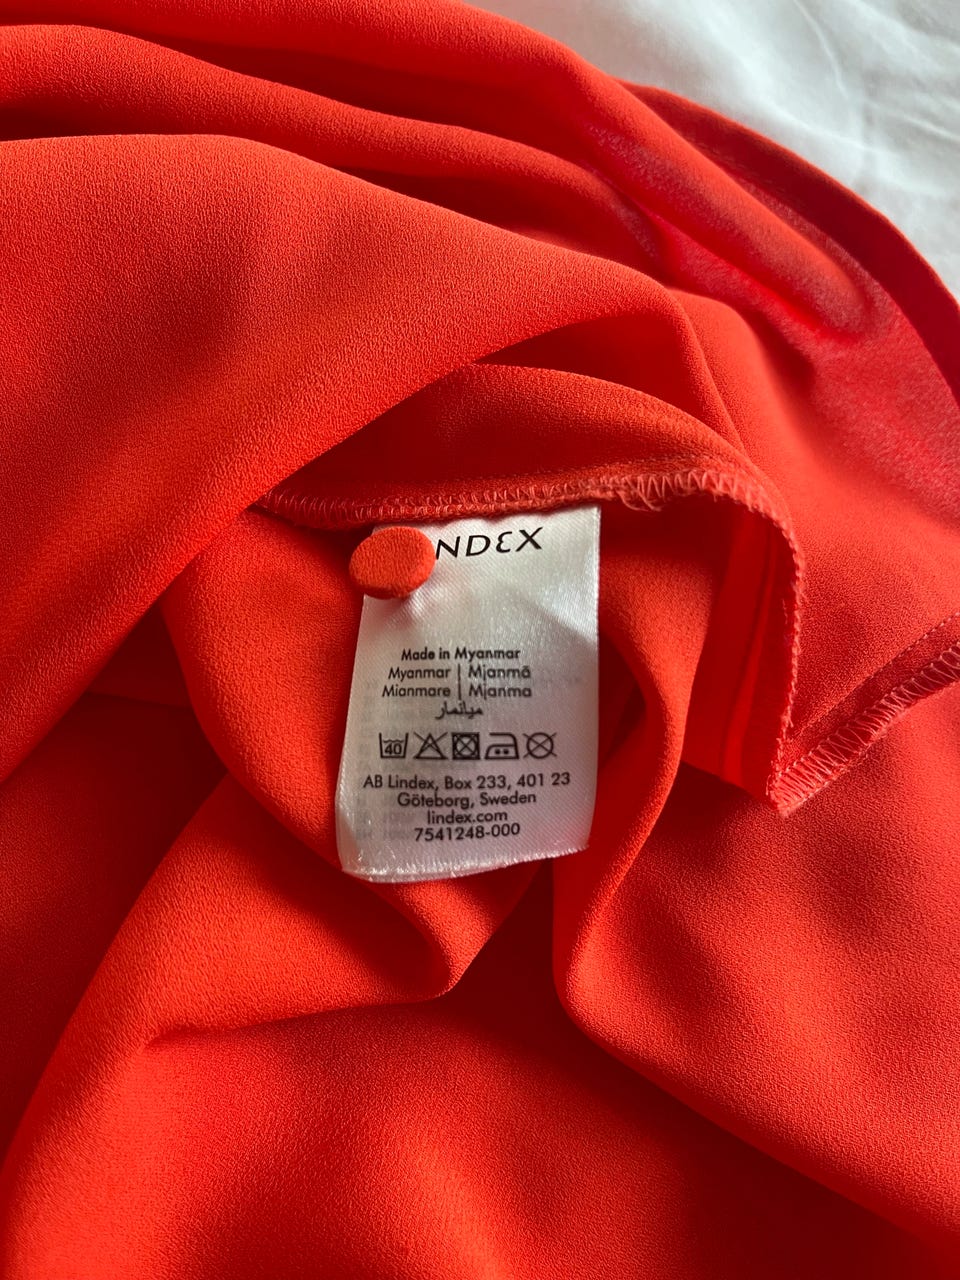 NDEX
Made in Myanmar
Myanmar | Mjanmā
Mianmare | Mjanma
ميانمار
40
AB Lindex, Box 233, 401 23
Göteborg, Sweden
lindex.com
7541248-000